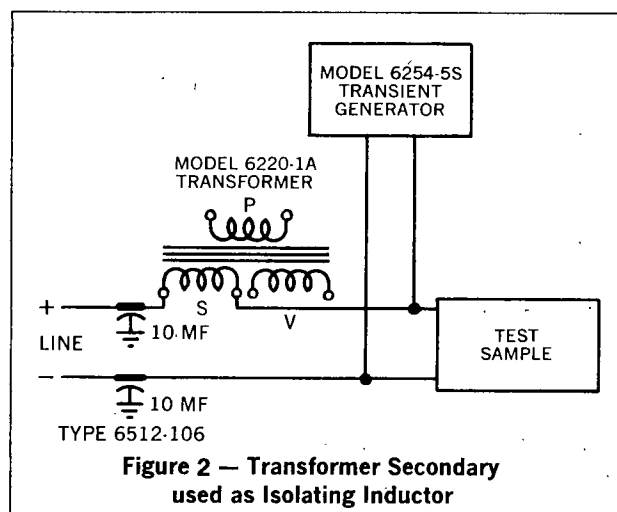 MODEL 6254-5S
TRANSIENT
GENERATOR
MODEL 6220-1A
TRANSFORMER
P
S
V
+
10 MF
LINE
TEST
SAMPLE
−
10 MF
TYPE 6512-106
Figure 2 — Transformer Secondary
used as Isolating Inductor